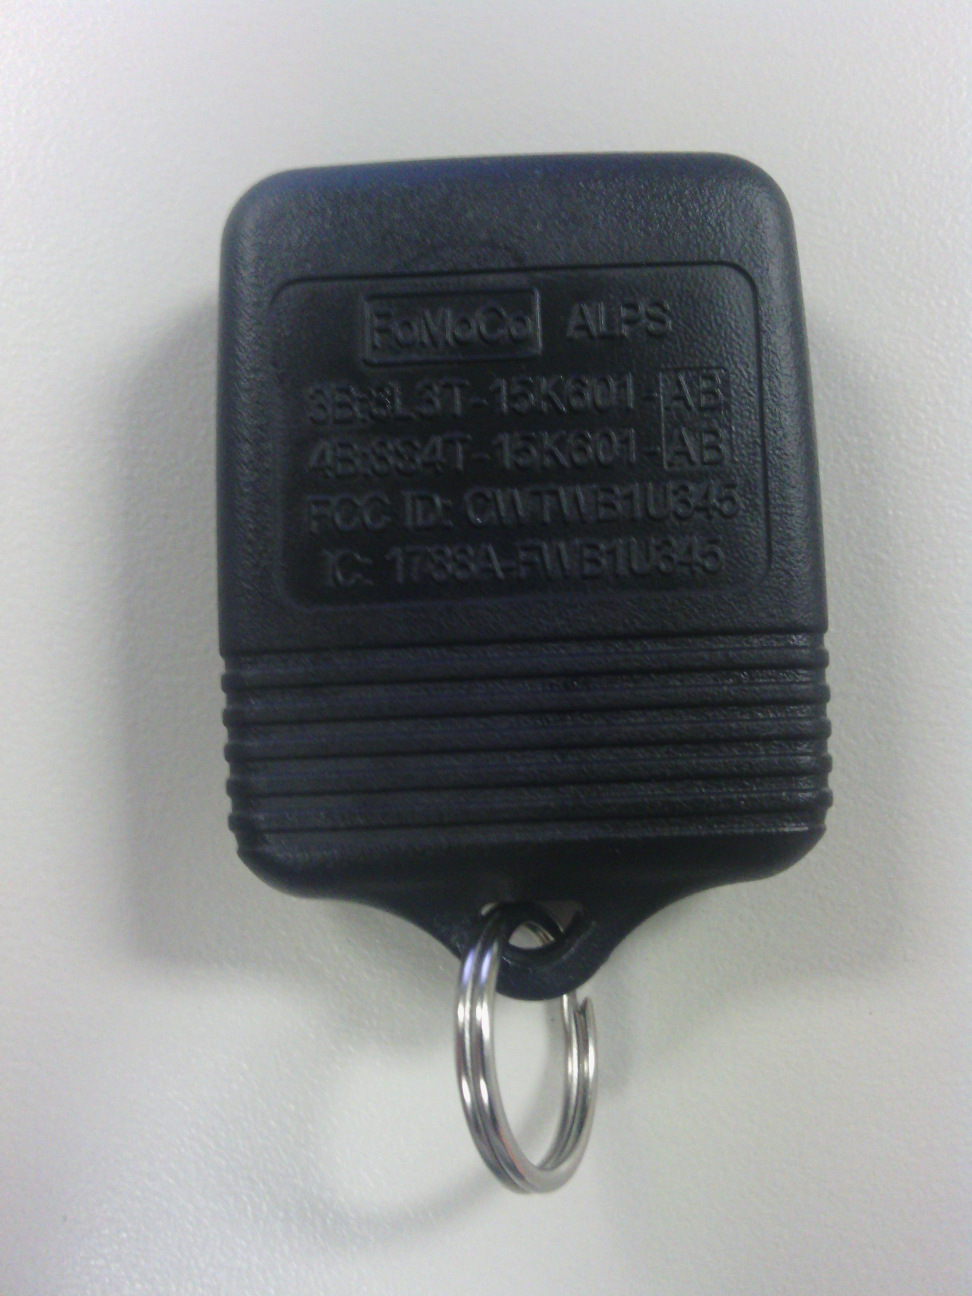 FoMoCo ALPS
3B:3L3T-15K601-AB
4B:8S4T-15K601-AB
FCC ID: CWTWB1U345
IC: 1788A-FWB1U345